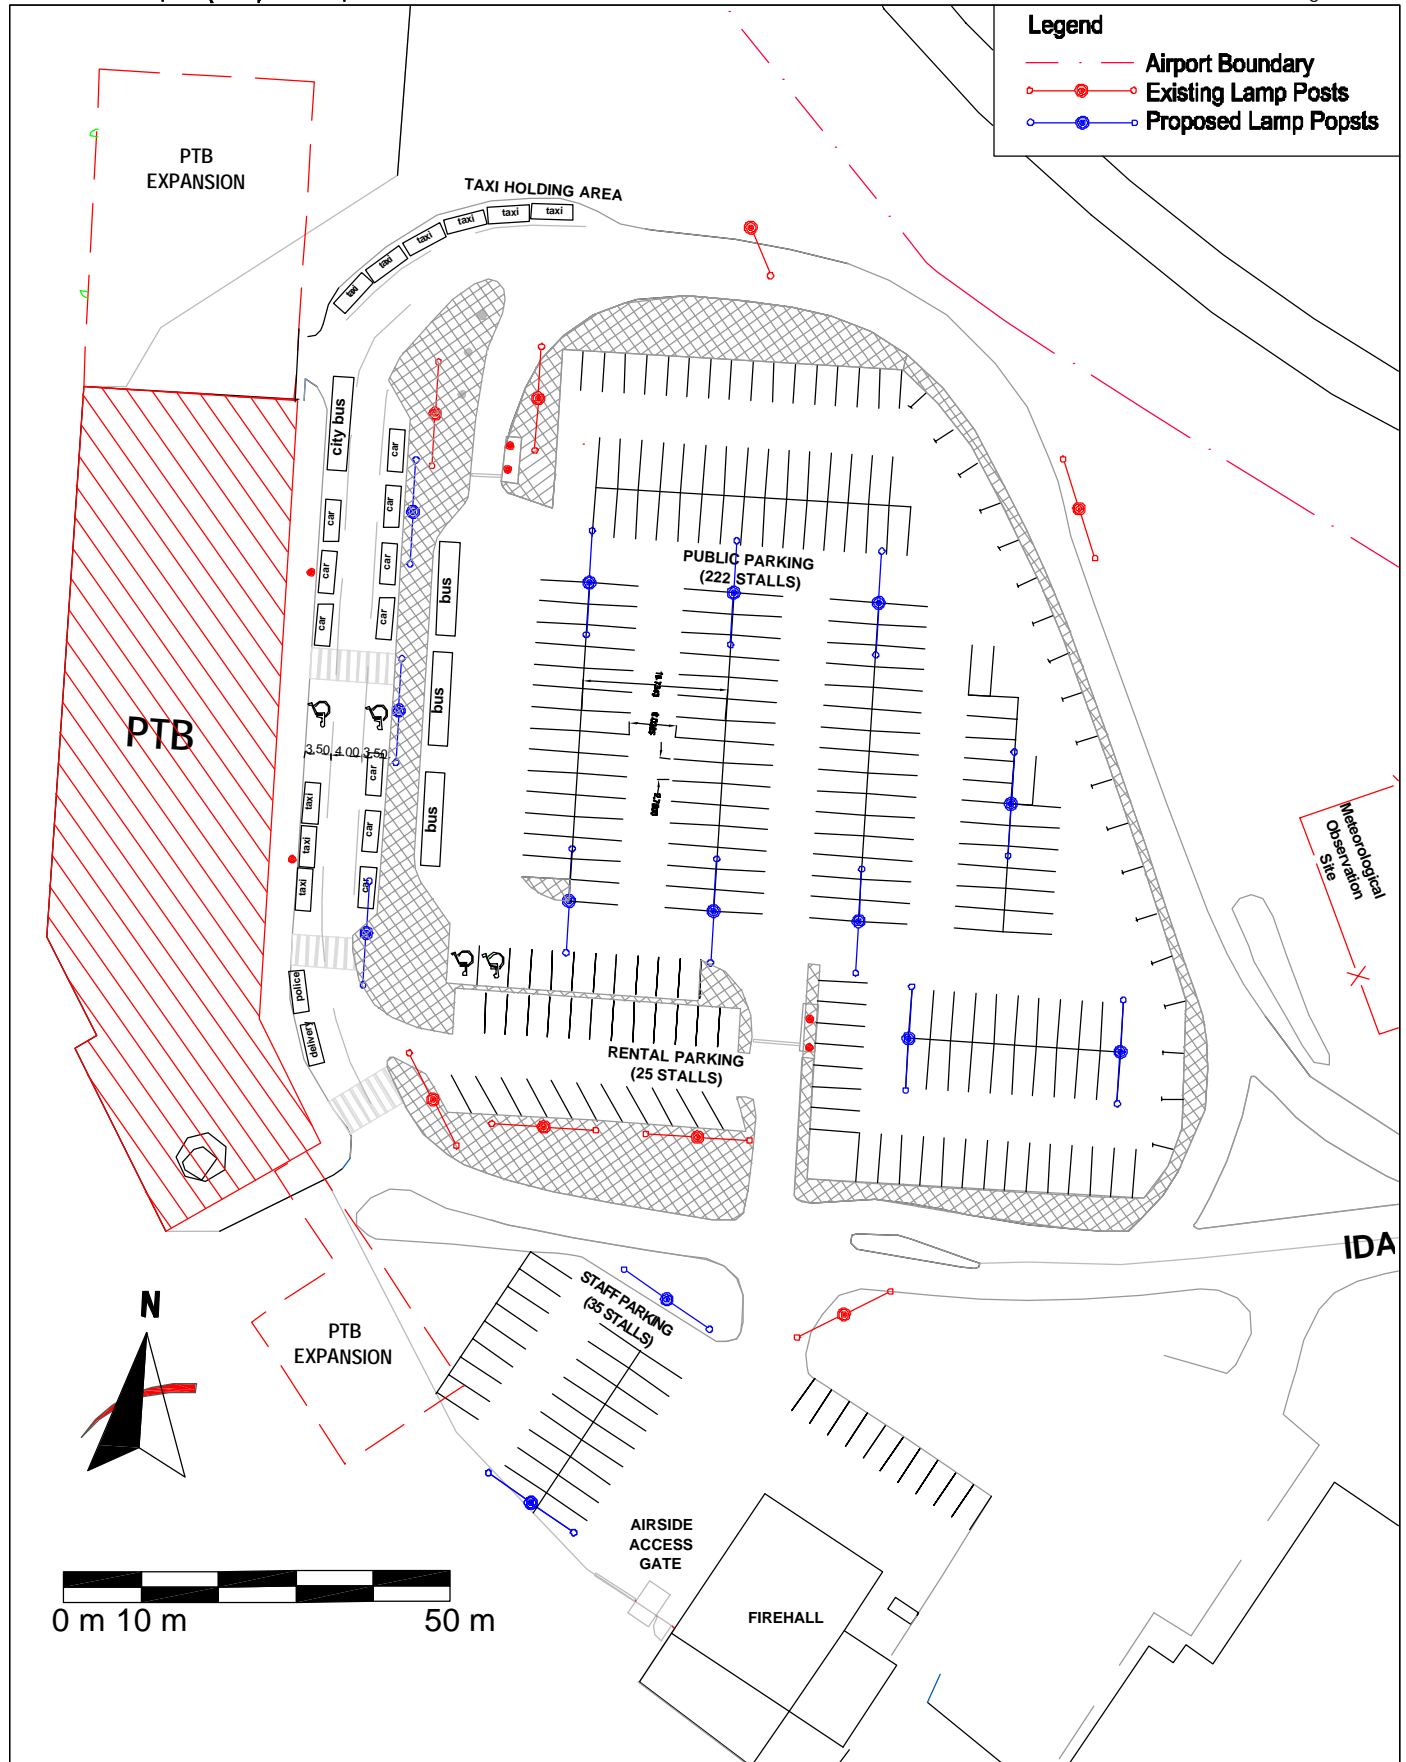 Legend
Airport Boundary
Existing Lamp Posts
Proposed Lamp Popsts
PTB
EXPANSION
TAXI HOLDING AREA
taxi
taxi
taxi
taxi
taxi
taxi
city bus
car
car
car
car
car
car
car
bus
bus
bus
PUBLIC PARKING
(222 STALLS)
PTB
3.50
4.00
3.50
car
car
car
taxi
taxi
taxi
Meteorological
Observation
Site
police
delivery
RENTAL PARKING
(25 STALLS)
IDA
STAFF PARKING
(35 STALLS)
N
PTB
EXPANSION
AIRSIDE
ACCESS
GATE
FIREHALL
0 m 10 m
50 m